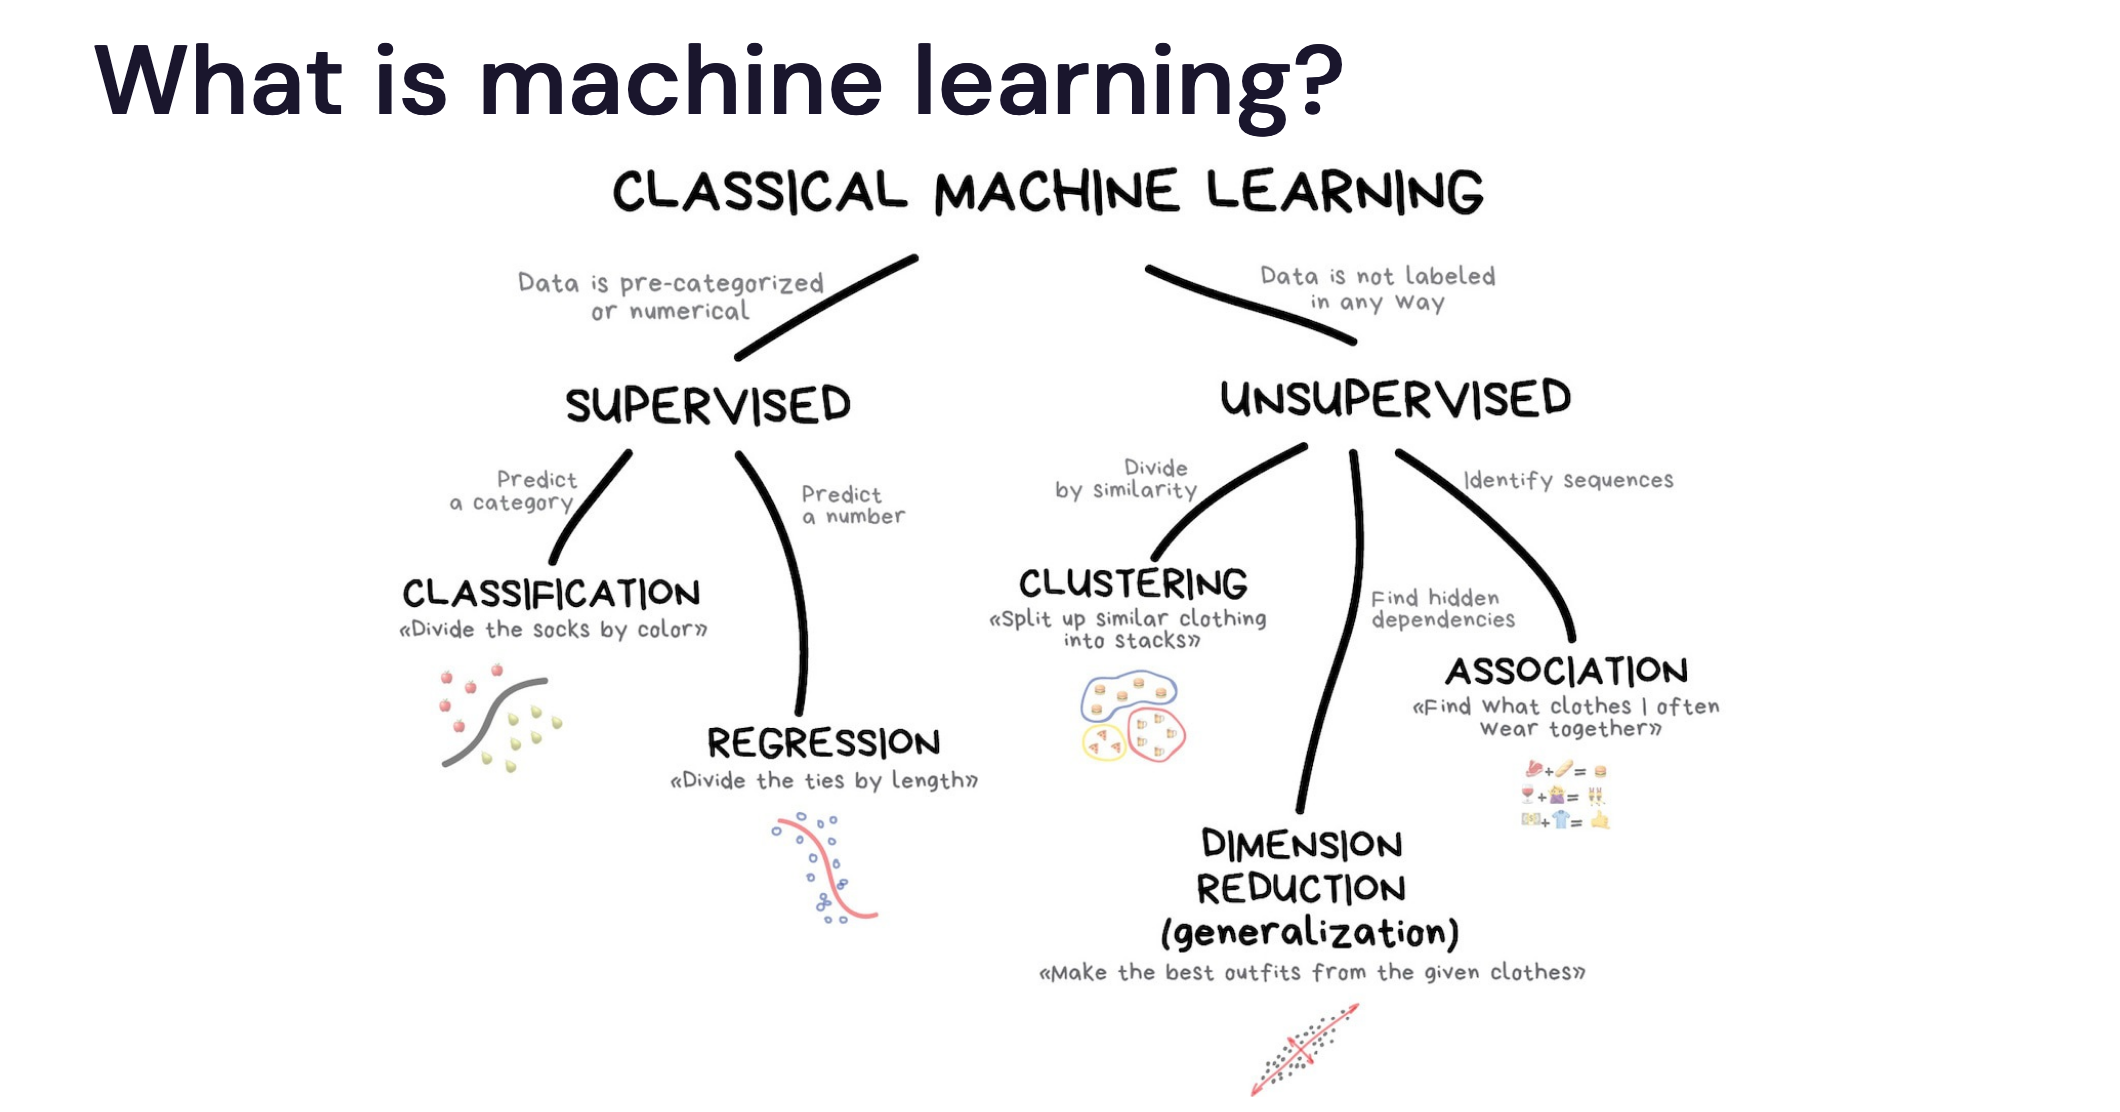 What is machine learning?
CLASSICAL MACHINE LEARNING
Data is pre-categorized
or numerical
Data is not labeled
in any way
SUPERVISED
UNSUPERVISED
Predict
a category
Predict
a number
Divide
by similarity
Identify sequences
CLASSIFICATION
«Divide the socks by color»
CLUSTERING
«Split up similar clothing
into stacks»
Find hidden
dependencies
ASSOCIATION
«Find what clothes I often
wear together»
REGRESSION
«Divide the ties by length»
+ =
+ =
+ =
DIMENSION
REDUCTION
(generalization)
«Make the best outfits from the given clothes»